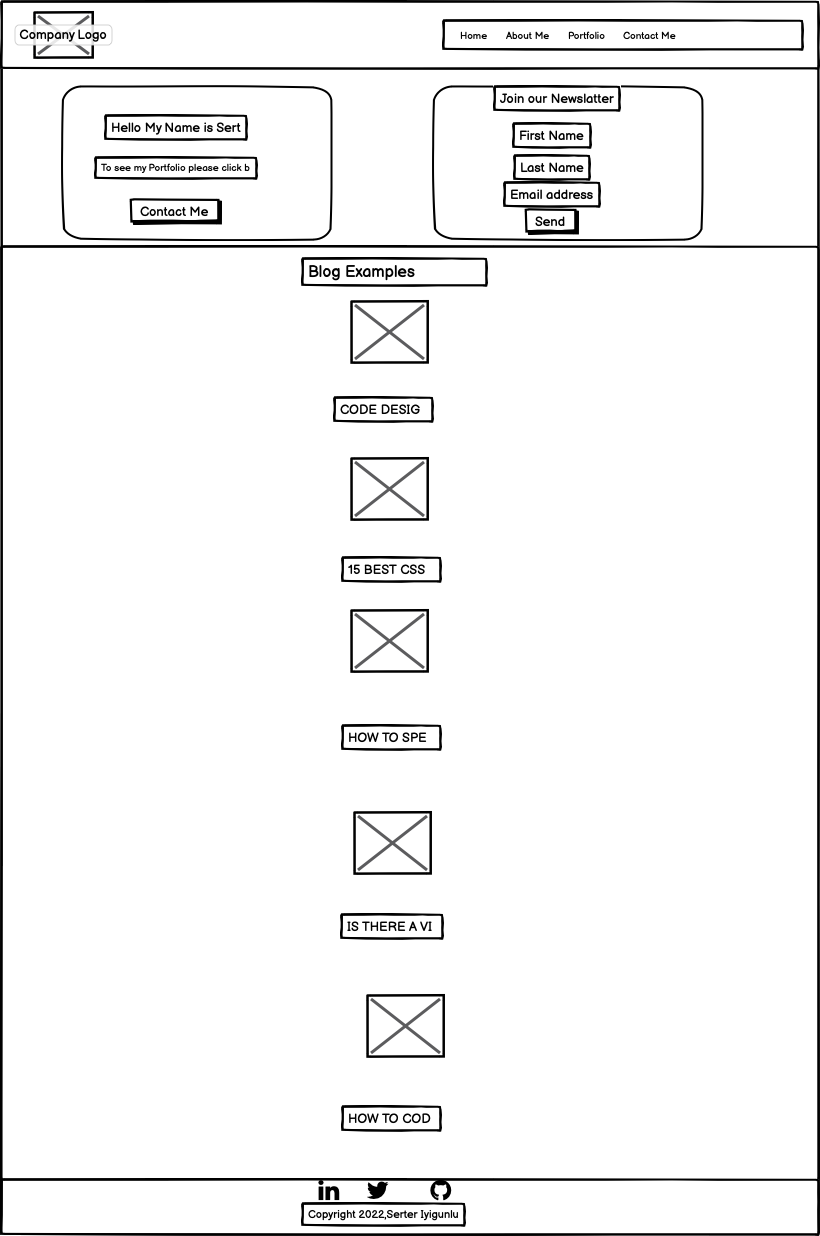 Company Logo
Home About Me Portfolio Contact Me
Hello My Name is Sert
To see my Portfolio please click b
Contact Me
Join our Newslatter
First Name
Last Name
Email address
Send
Blog Examples
CODE DESIG
15 BEST CSS
HOW TO SPE
IS THERE A VI
HOW TO COD
in
Copyright 2022,Serter Iyigunlu